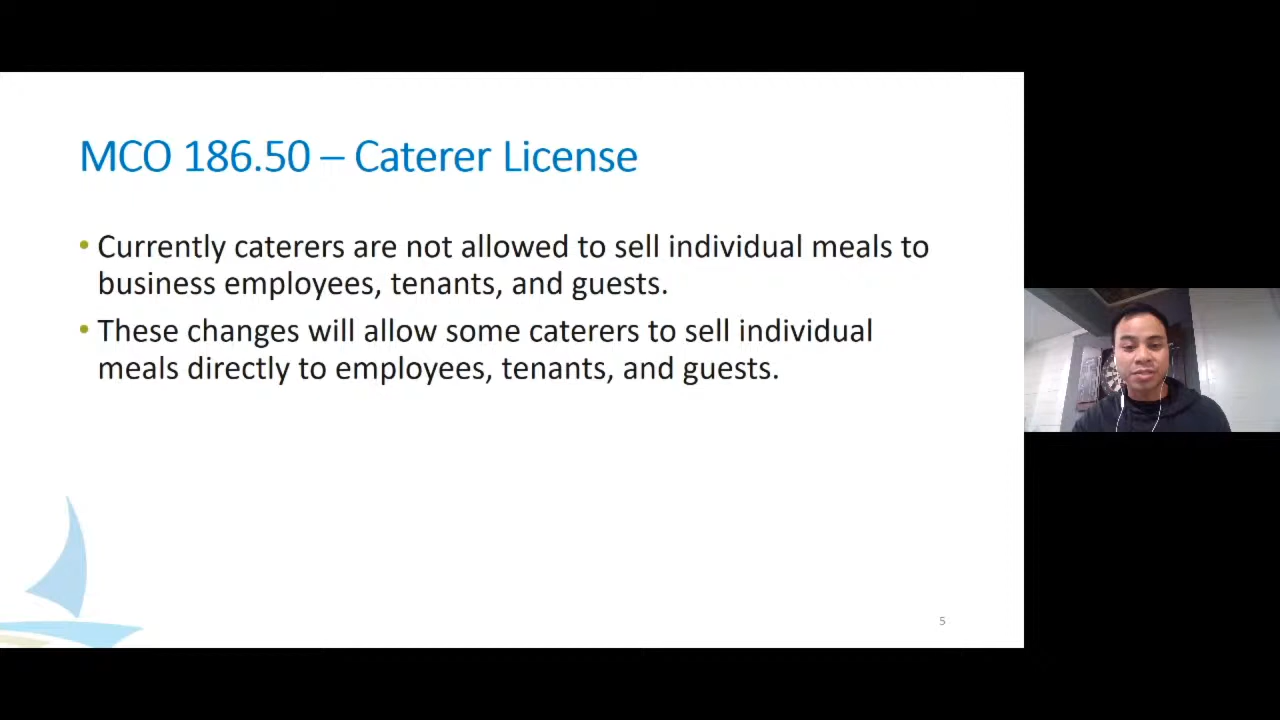 MCO 186.50 – Caterer License
• Currently caterers are not allowed to sell individual meals to
business employees, tenants, and guests.
• These changes will allow some caterers to sell individual
meals directly to employees, tenants, and guests.
5